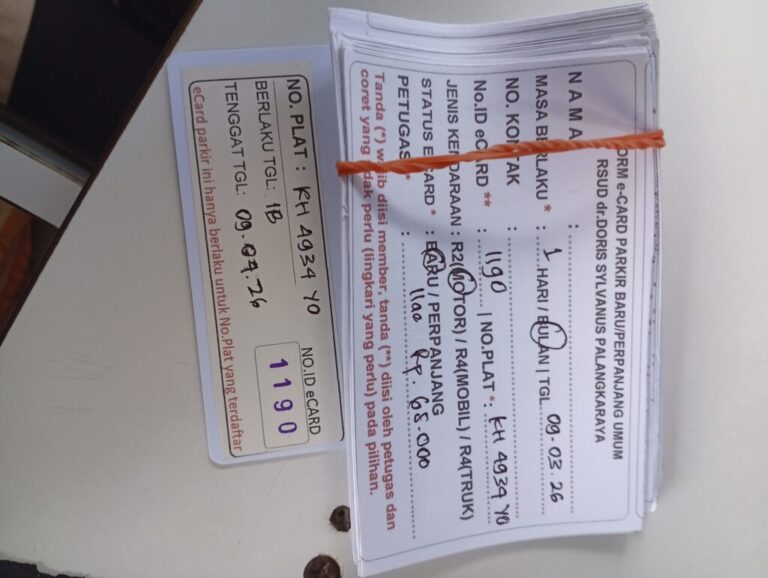 FORM e-CARD PARKIR BARU/PERPANJANG UMUM
RSUD dr.DORIS SYLVANUS PALANGKARAYA
NAMA :
MASA BERLAKU * : 1 HARI / BULAN | TGL. 09.03.26
NO. KONTAK :
No.ID eCARD ** : 1190 | NO.PLAT *: KH 4934 YO
JENIS KENDARAAN : R2(MOTOR) / R4(MOBIL) / R4(TRUK)
STATUS ECARD * : BARU / PERPANJANG
PETUGAS * : Rp. 68.000
Tanda (*) wajib diisi member, tanda (**) diisi oleh petugas dan
coret yang tidak perlu (lingkari yang perlu) pada pilihan.
NO. PLAT : KH 4934 YO NO.ID eCARD
BERLAKU TGL: 1B 1190
TENGGAT TGL: 09.04.26
eCard parkir ini hanya berlaku untuk No.Plat yang terdaftar